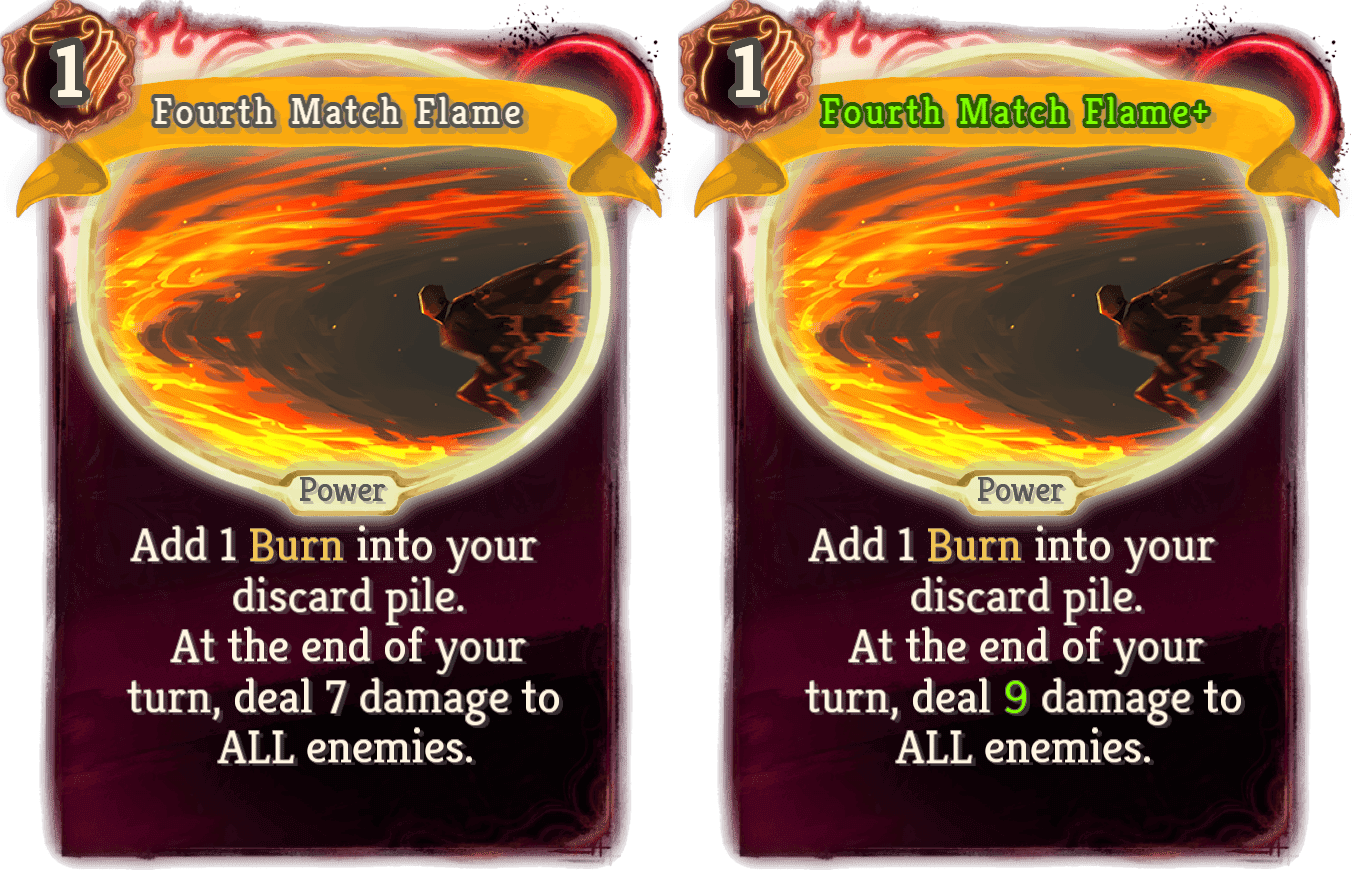 1
Fourth Match Flame
Power
Add 1 Burn into your
discard pile.
At the end of your
turn, deal 7 damage to
ALL enemies.
1
Fourth Match Flame+
Power
Add 1 Burn into your
discard pile.
At the end of your
turn, deal 9 damage to
ALL enemies.